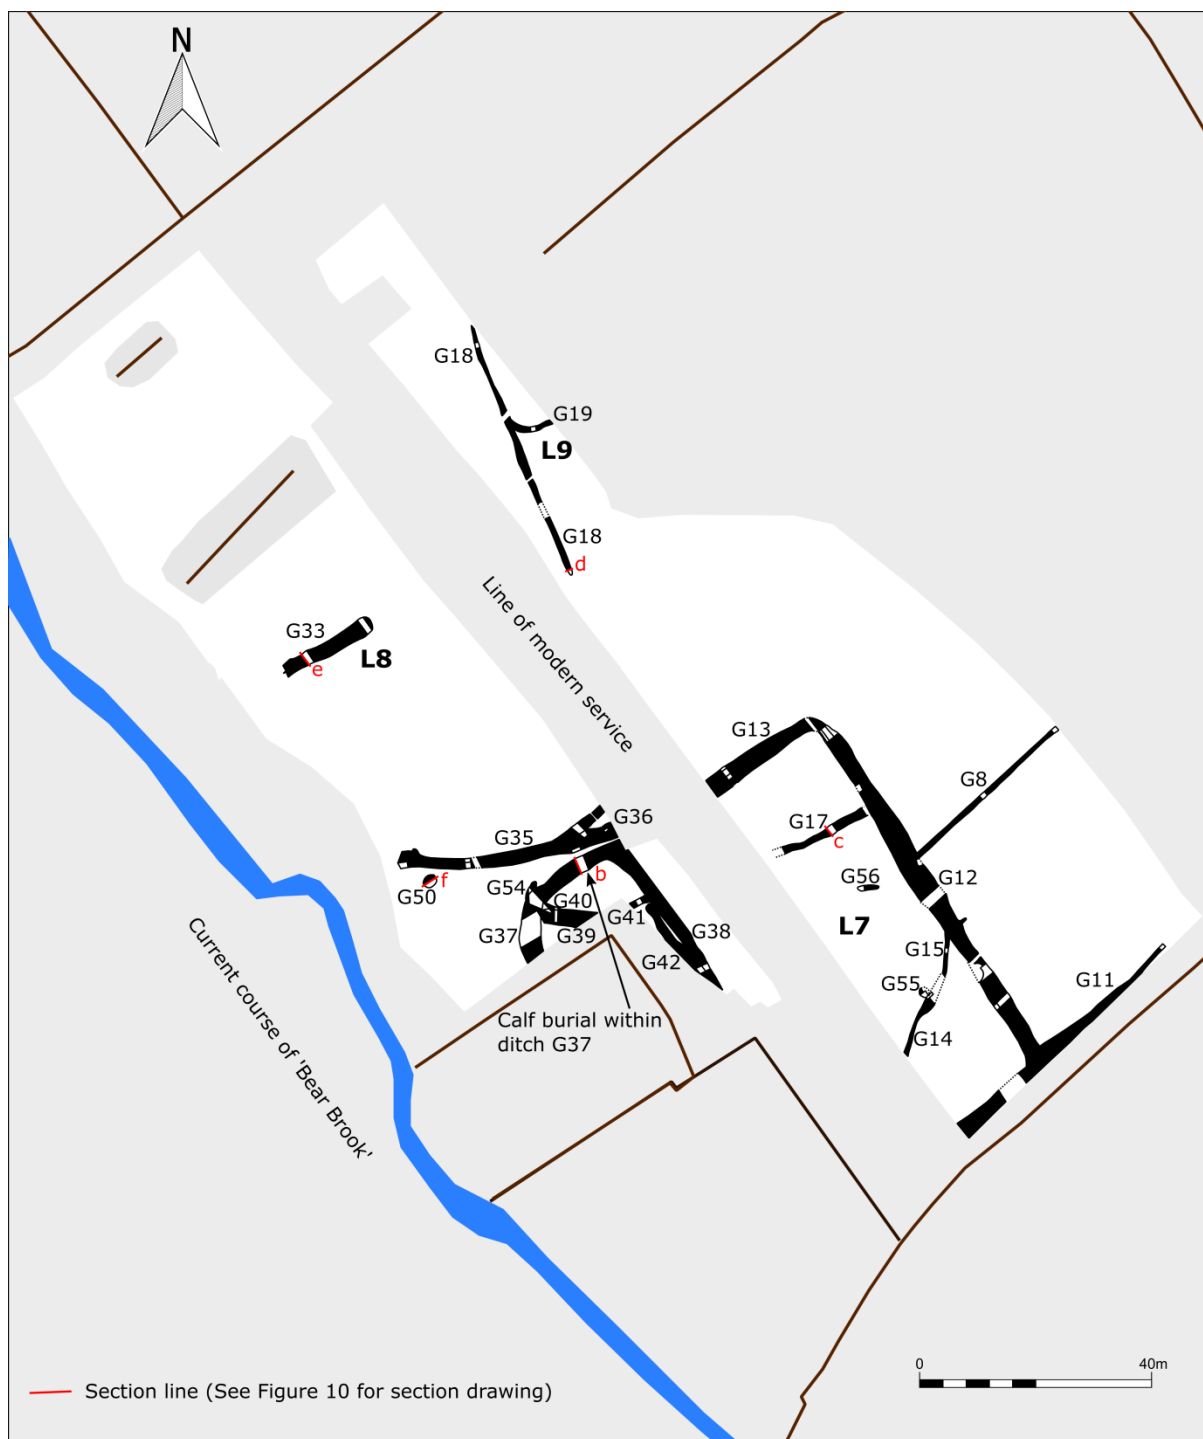 N
G18
G19
L9
G18
d
Line of modern service
G33
e
L8
G13
G8
G17
c
G36
G35
G56
G12
b
G54
f
G50
G40
G41
L7
G37
G39
G38
G15
G42
G55
G11
G14
Calf burial within
ditch G37
Current course of 'Bear Brook'
0 40m
Section line (See Figure 10 for section drawing)